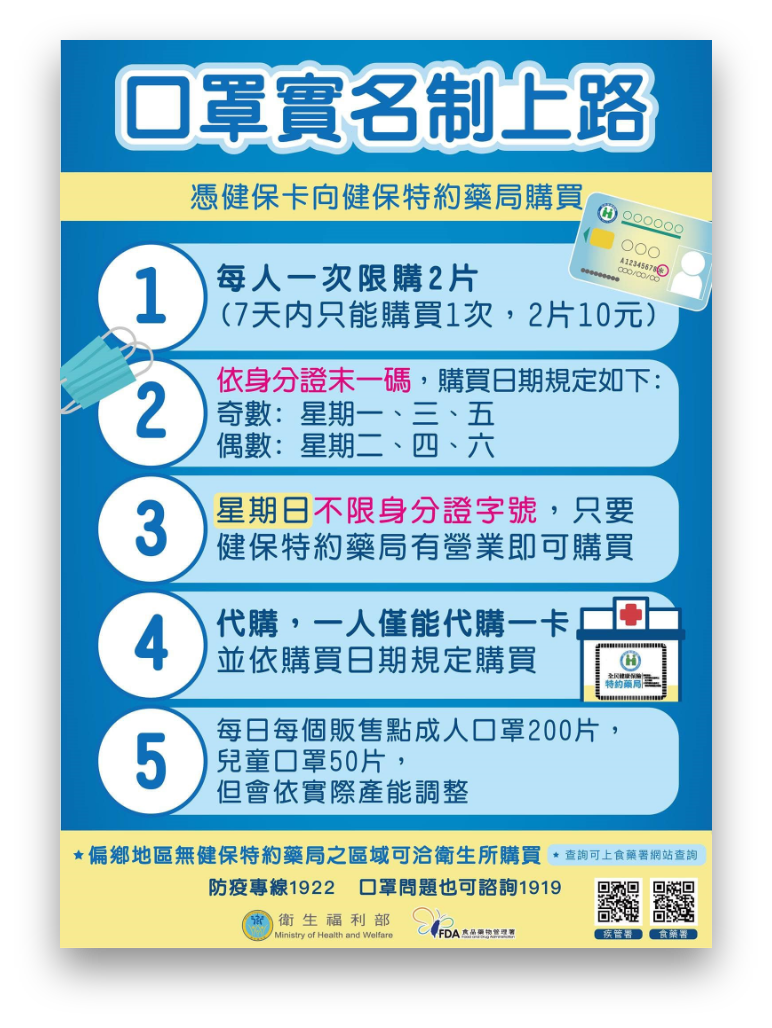 口罩實名制上路
憑健保卡向健保特約藥局購買
A12345678
1
每人一次限購2片
(7天內只能購買1次，2片10元)
2
依身分證末一碼，購買日期規定如下:
奇數: 星期一、三、五
偶數: 星期二、四、六
3
星期日不限身分證字號，只要
健保特約藥局有營業即可購買
4
代購，一人僅能代購一卡
並依購買日期規定購買
全民健康保險
特約藥局
5
每日每個販售點成人口罩200片，
兒童口罩50片，
但會依實際產能調整
★偏鄉地區無健保特約藥局之區域可洽衛生所購買
★查詢可上食藥署網站查詢
防疫專線1922 口罩問題也可諮詢1919
衛生福利部
Ministry of Health and Welfare
FDA 食品藥物管理署
疾管署
食藥署